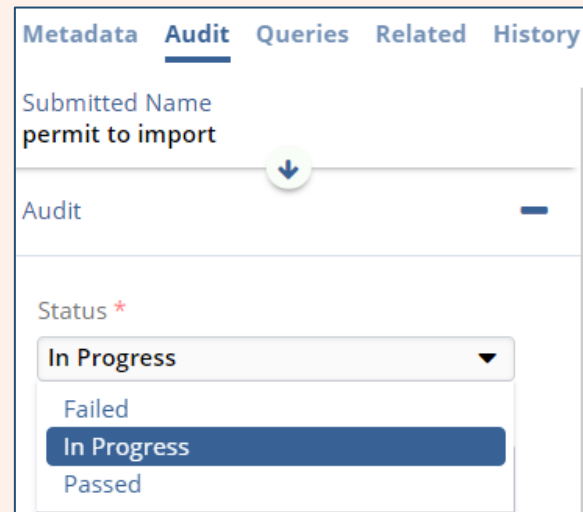 Metadata Audit Queries Related History
Submitted Name
permit to import
Audit
Status *
In Progress
Failed
In Progress
Passed